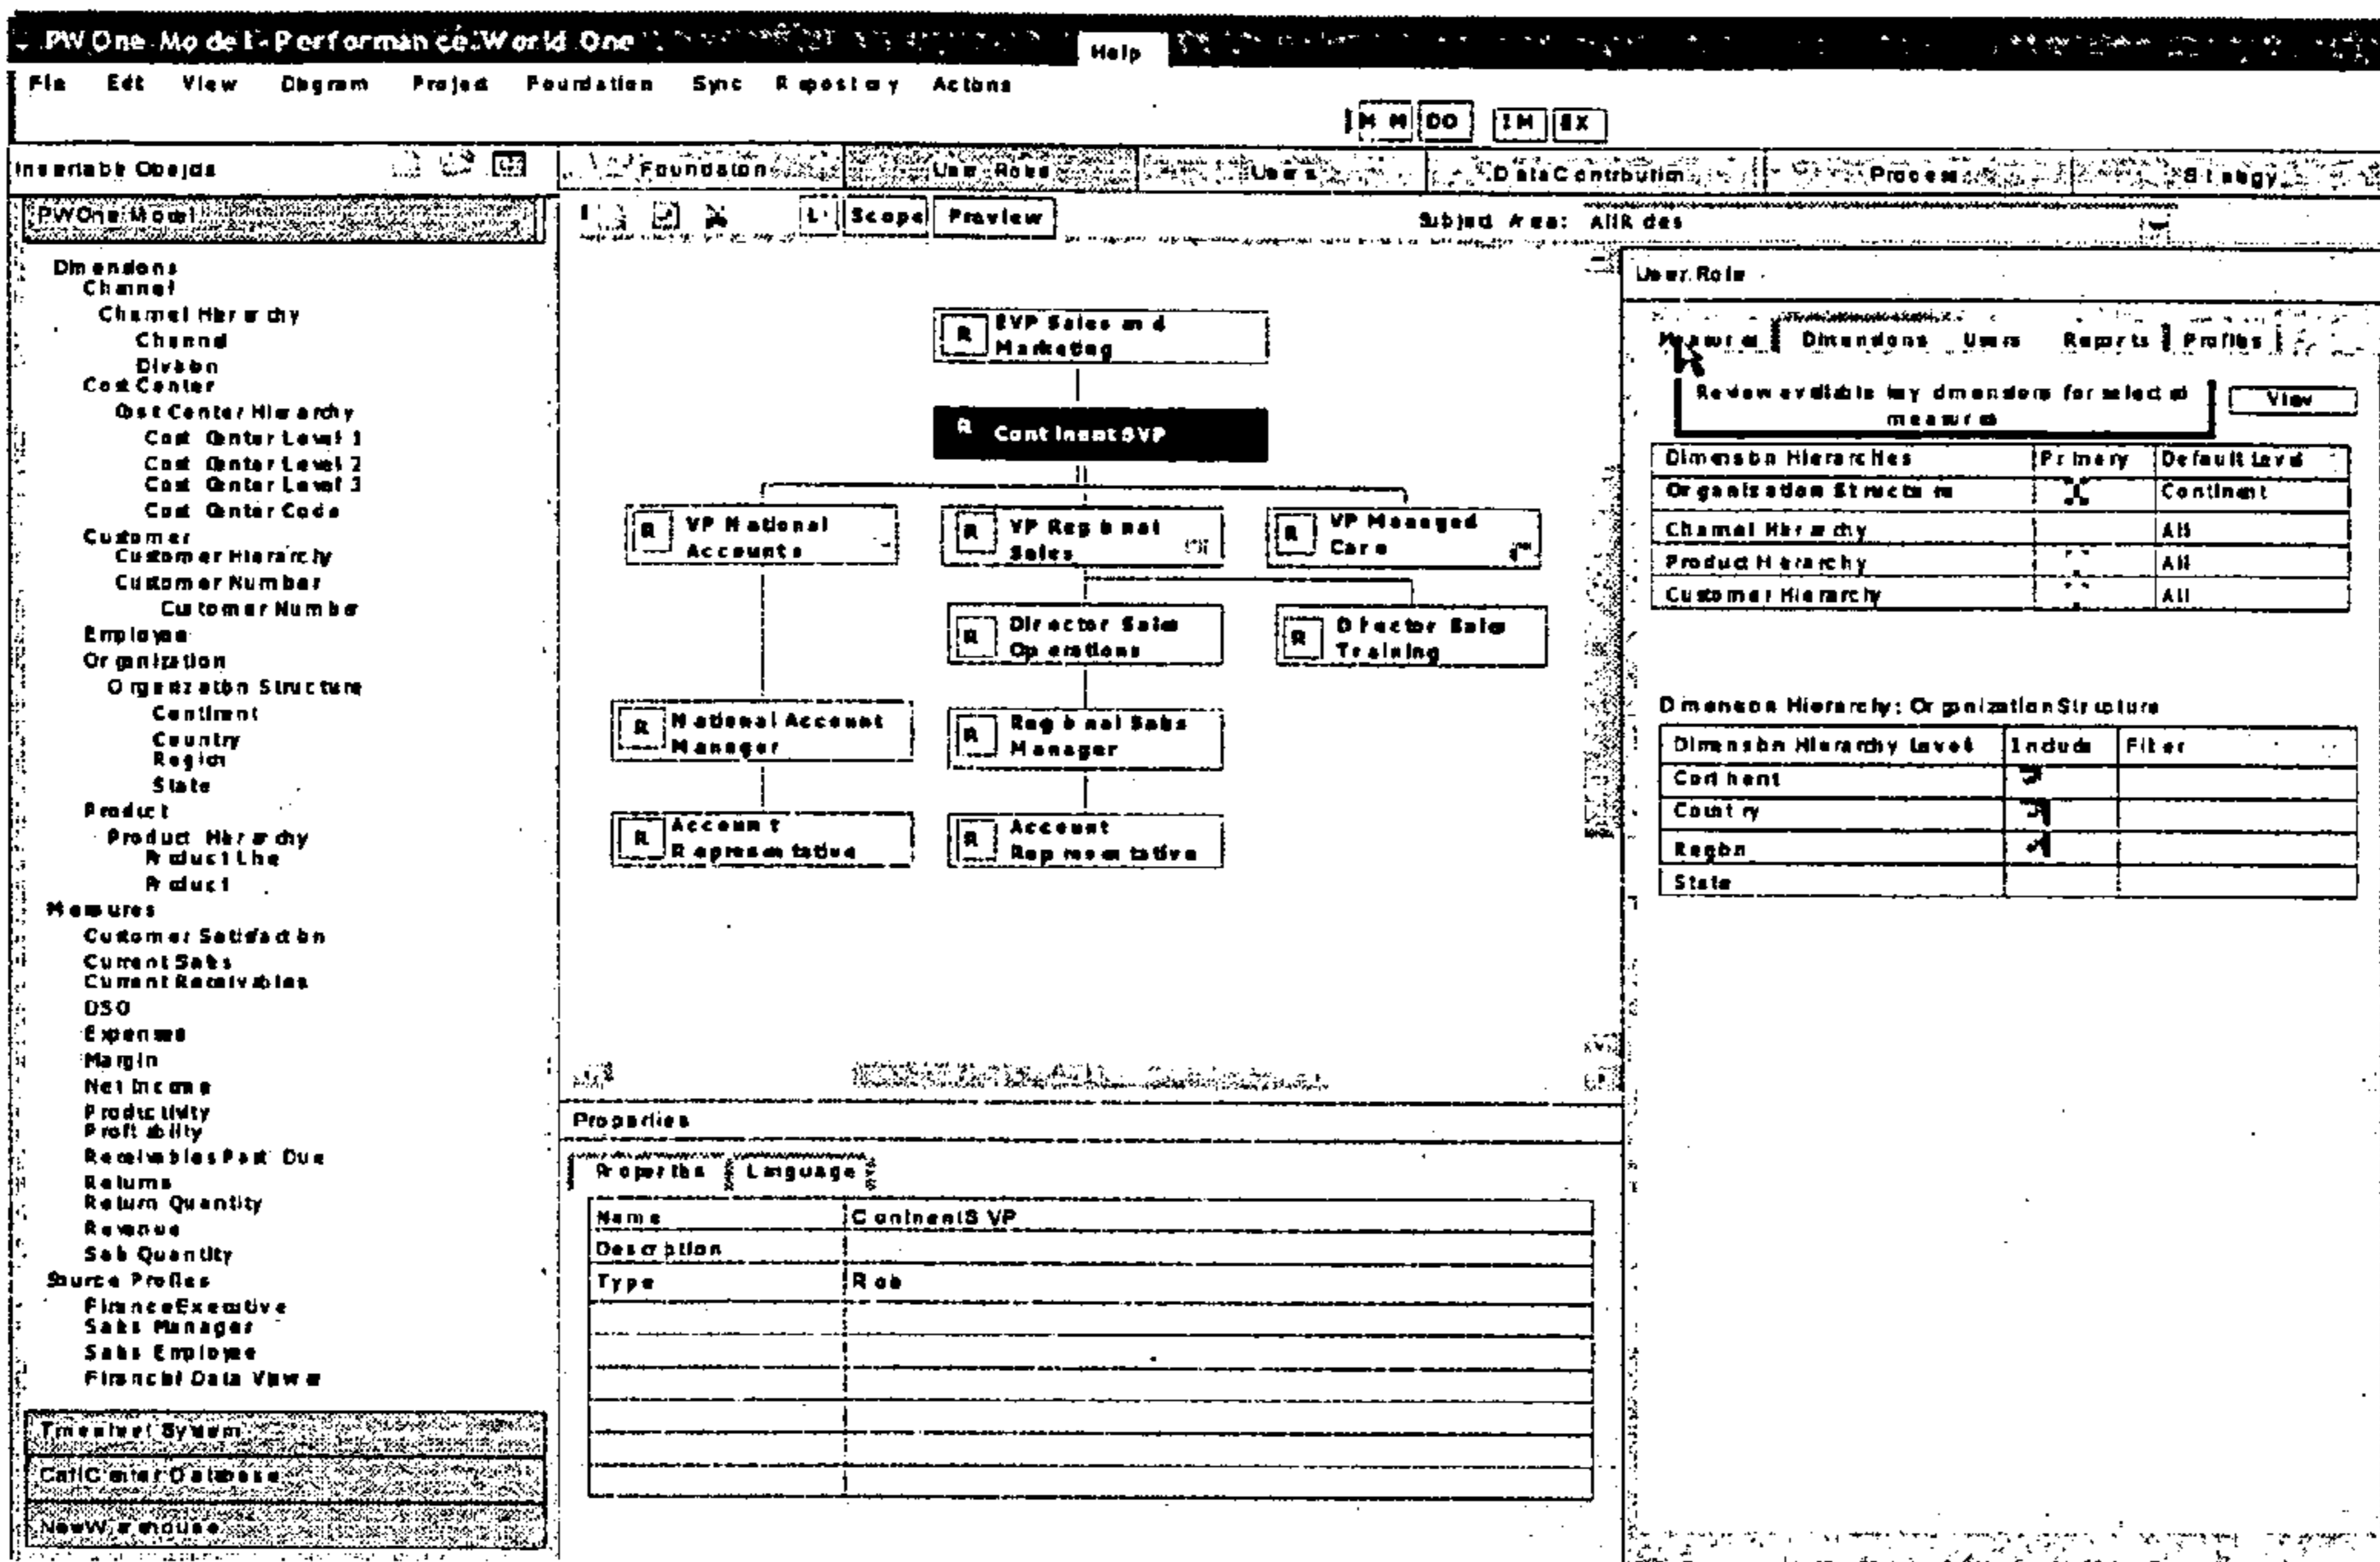 PWOne Model - PerformanceWorld One
Help
File Edit View Diagram Project Foundation Sync Repository Actions
MM DO IM EX
Insertable Objects
Foundation User Roles Users Data Contribution Process Strategy
PWOne Model
Scope Preview Subject Area: All Roles
Dimensions
Channel
Channel Hierarchy
Channel
Division
Cost Center
Cost Center Hierarchy
Cost Center Level 1
Cost Center Level 2
Cost Center Level 3
Cost Center Code
Customer
Customer Hierarchy
Customer Number
Customer Number
Employee
Organization
Organization Structure
Continent
Country
Region
State
Product
Product Hierarchy
Product Line
Product
Measures
Customer Satisfaction
Current Sales
Current Receivables
DSO
Expenses
Margin
Net Income
Productivity
Profitability
Receivables Past Due
Returns
Return Quantity
Revenue
Sale Quantity
Source Profiles
Finance Executive
Sales Manager
Sales Employee
Financial Data Viewer
Timesheet System
Call Center Database
New Warehouse
R EVP Sales and
Marketing
R Continent SVP
R VP National
Accounts
R VP Regional
Sales
R VP Managed
Care
R Director Sales
Operations
R Director Sales
Training
R National Account
Manager
R Regional Sales
Manager
R Account
Representative
R Account
Representative
Properties
Properties Language
Name Continent SVP
Description
Type Role
User Role
Measures Dimensions Users Reports Profiles
Review available key dimensions for selected
measures
View
Dimension Hierarchies Primary Default Level
Organization Structure Continent
Channel Hierarchy All
Product Hierarchy All
Customer Hierarchy All
Dimension Hierarchy: Organization Structure
Dimension Hierarchy Level Include Filter
Continent
Country
Region
State